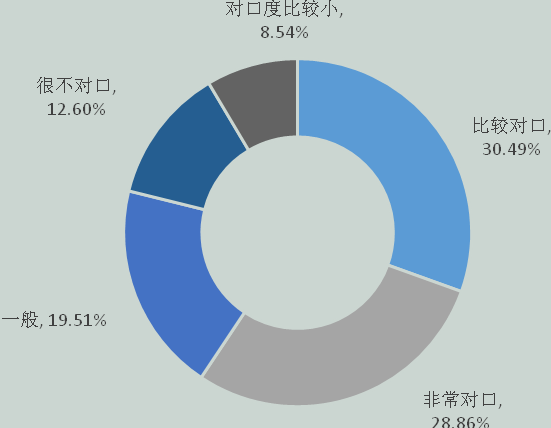 对口度比较小,
8.54%
很不对口,
12.60%
比较对口,
30.49%
一般, 19.51%
非常对口,
28.86%